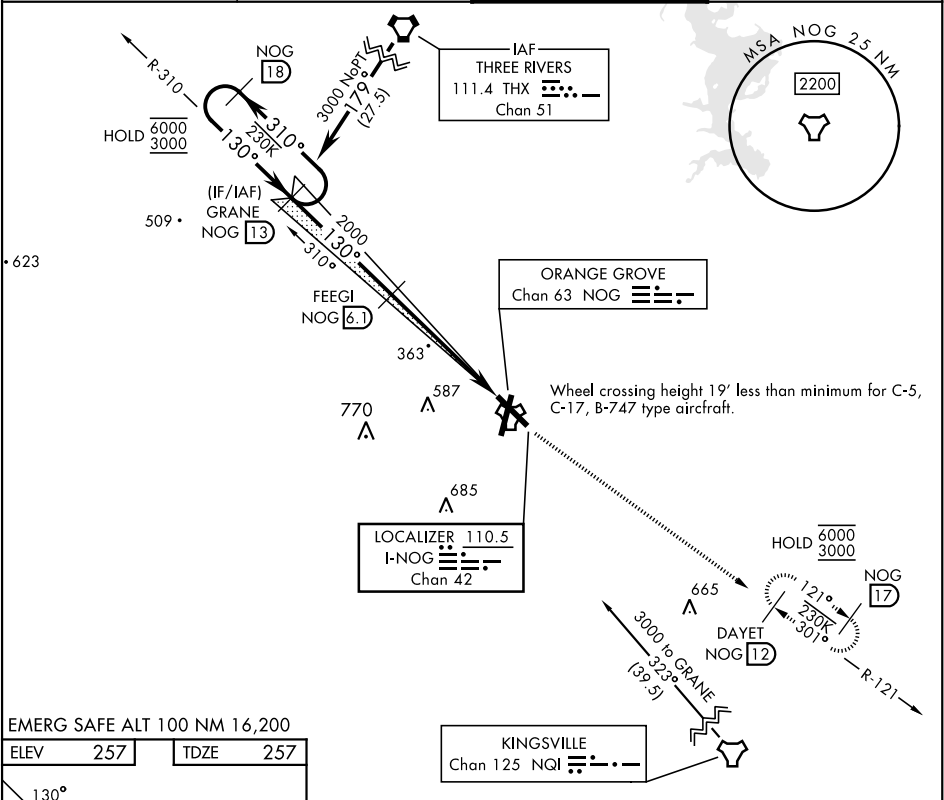 MSA NOG 25 NM
2200
IAF
THREE RIVERS
111.4 THX
Chan 51
3000 NoPT
179°
(27.5)
R-310
NOG
18
HOLD 6000
3000
310°
230K
130°
(IF/IAF)
GRANE
NOG 13
509
623
2000
130°
310°
FEEGI
NOG 6.1
363
587
770
685
ORANGE GROVE
Chan 63 NOG
Wheel crossing height 19' less than minimum for C-5,
C-17, B-747 type aircfraft.
LOCALIZER 110.5
I-NOG
Chan 42
HOLD 6000
3000
NOG
17
121°
230K
301°
DAYET
NOG 12
R-121
665
3000 to GRANE
323°
(39.5)
KINGSVILLE
Chan 125 NQI
EMERG SAFE ALT 100 NM 16,200
ELEV 257 TDZE 257
130°